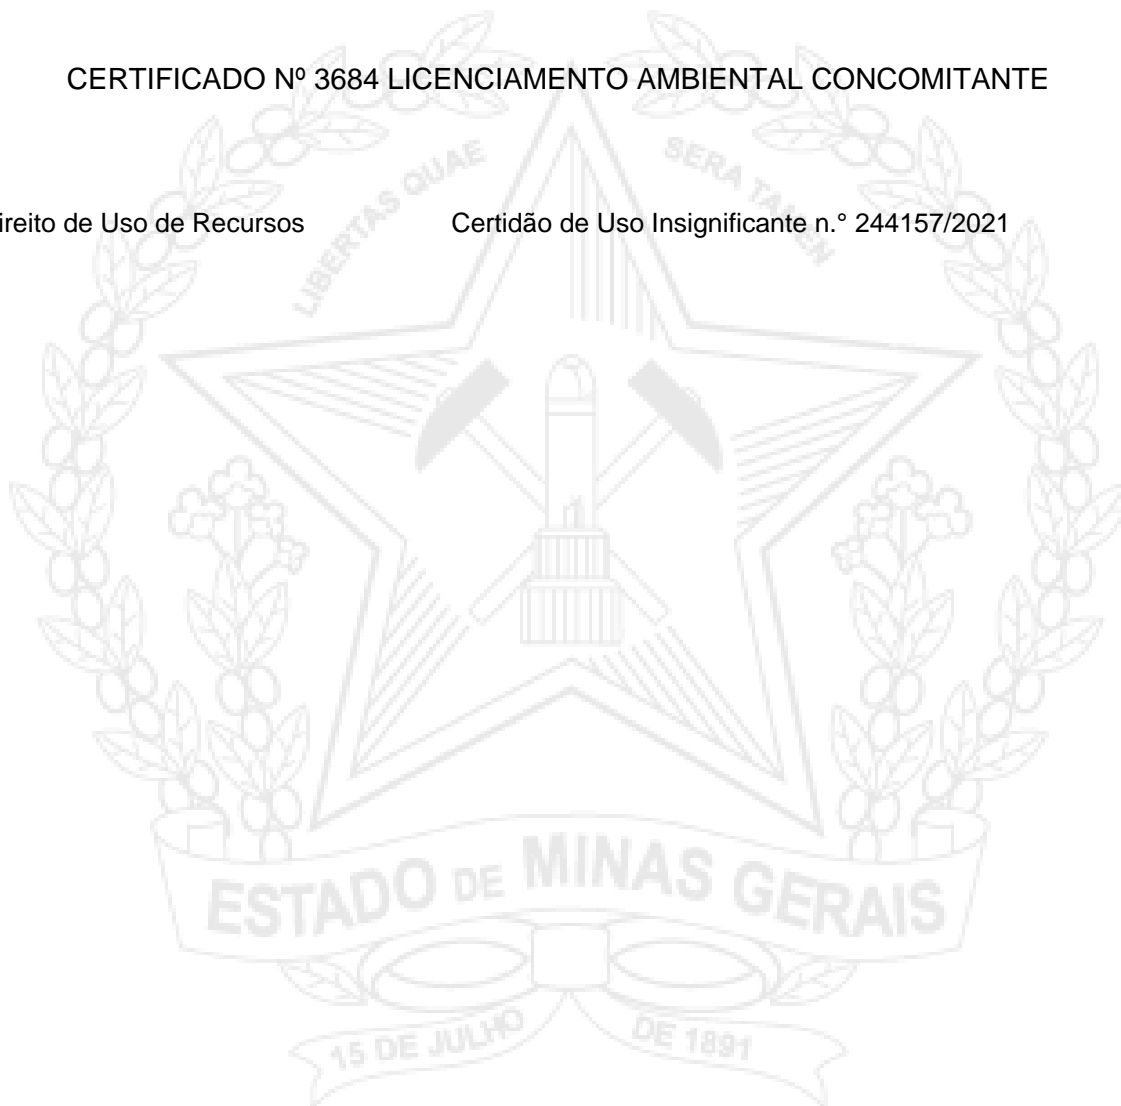 CERTIFICADO Nº 3684 LICENCIAMENTO AMBIENTAL CONCOMITANTE
LIBERTAS QUAE SERA TAMEN
ireito de Uso de Recursos Certidão de Uso Insignificante n.° 244157/2021
ESTADO DE MINAS GERAIS
15 DE JULHO DE 1891